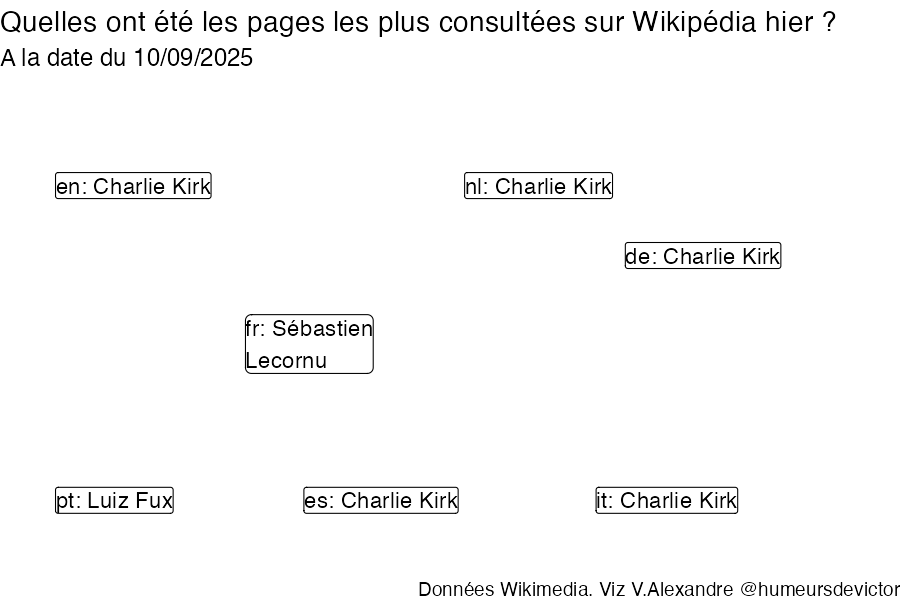 Quelles ont été les pages les plus consultées sur Wikipédia hier ?
A la date du 10/09/2025
en: Charlie Kirk
nl: Charlie Kirk
de: Charlie Kirk
fr: Sébastien
Lecornu
pt: Luiz Fux
es: Charlie Kirk
it: Charlie Kirk
Données Wikimedia. Viz V.Alexandre @humeursdevictor